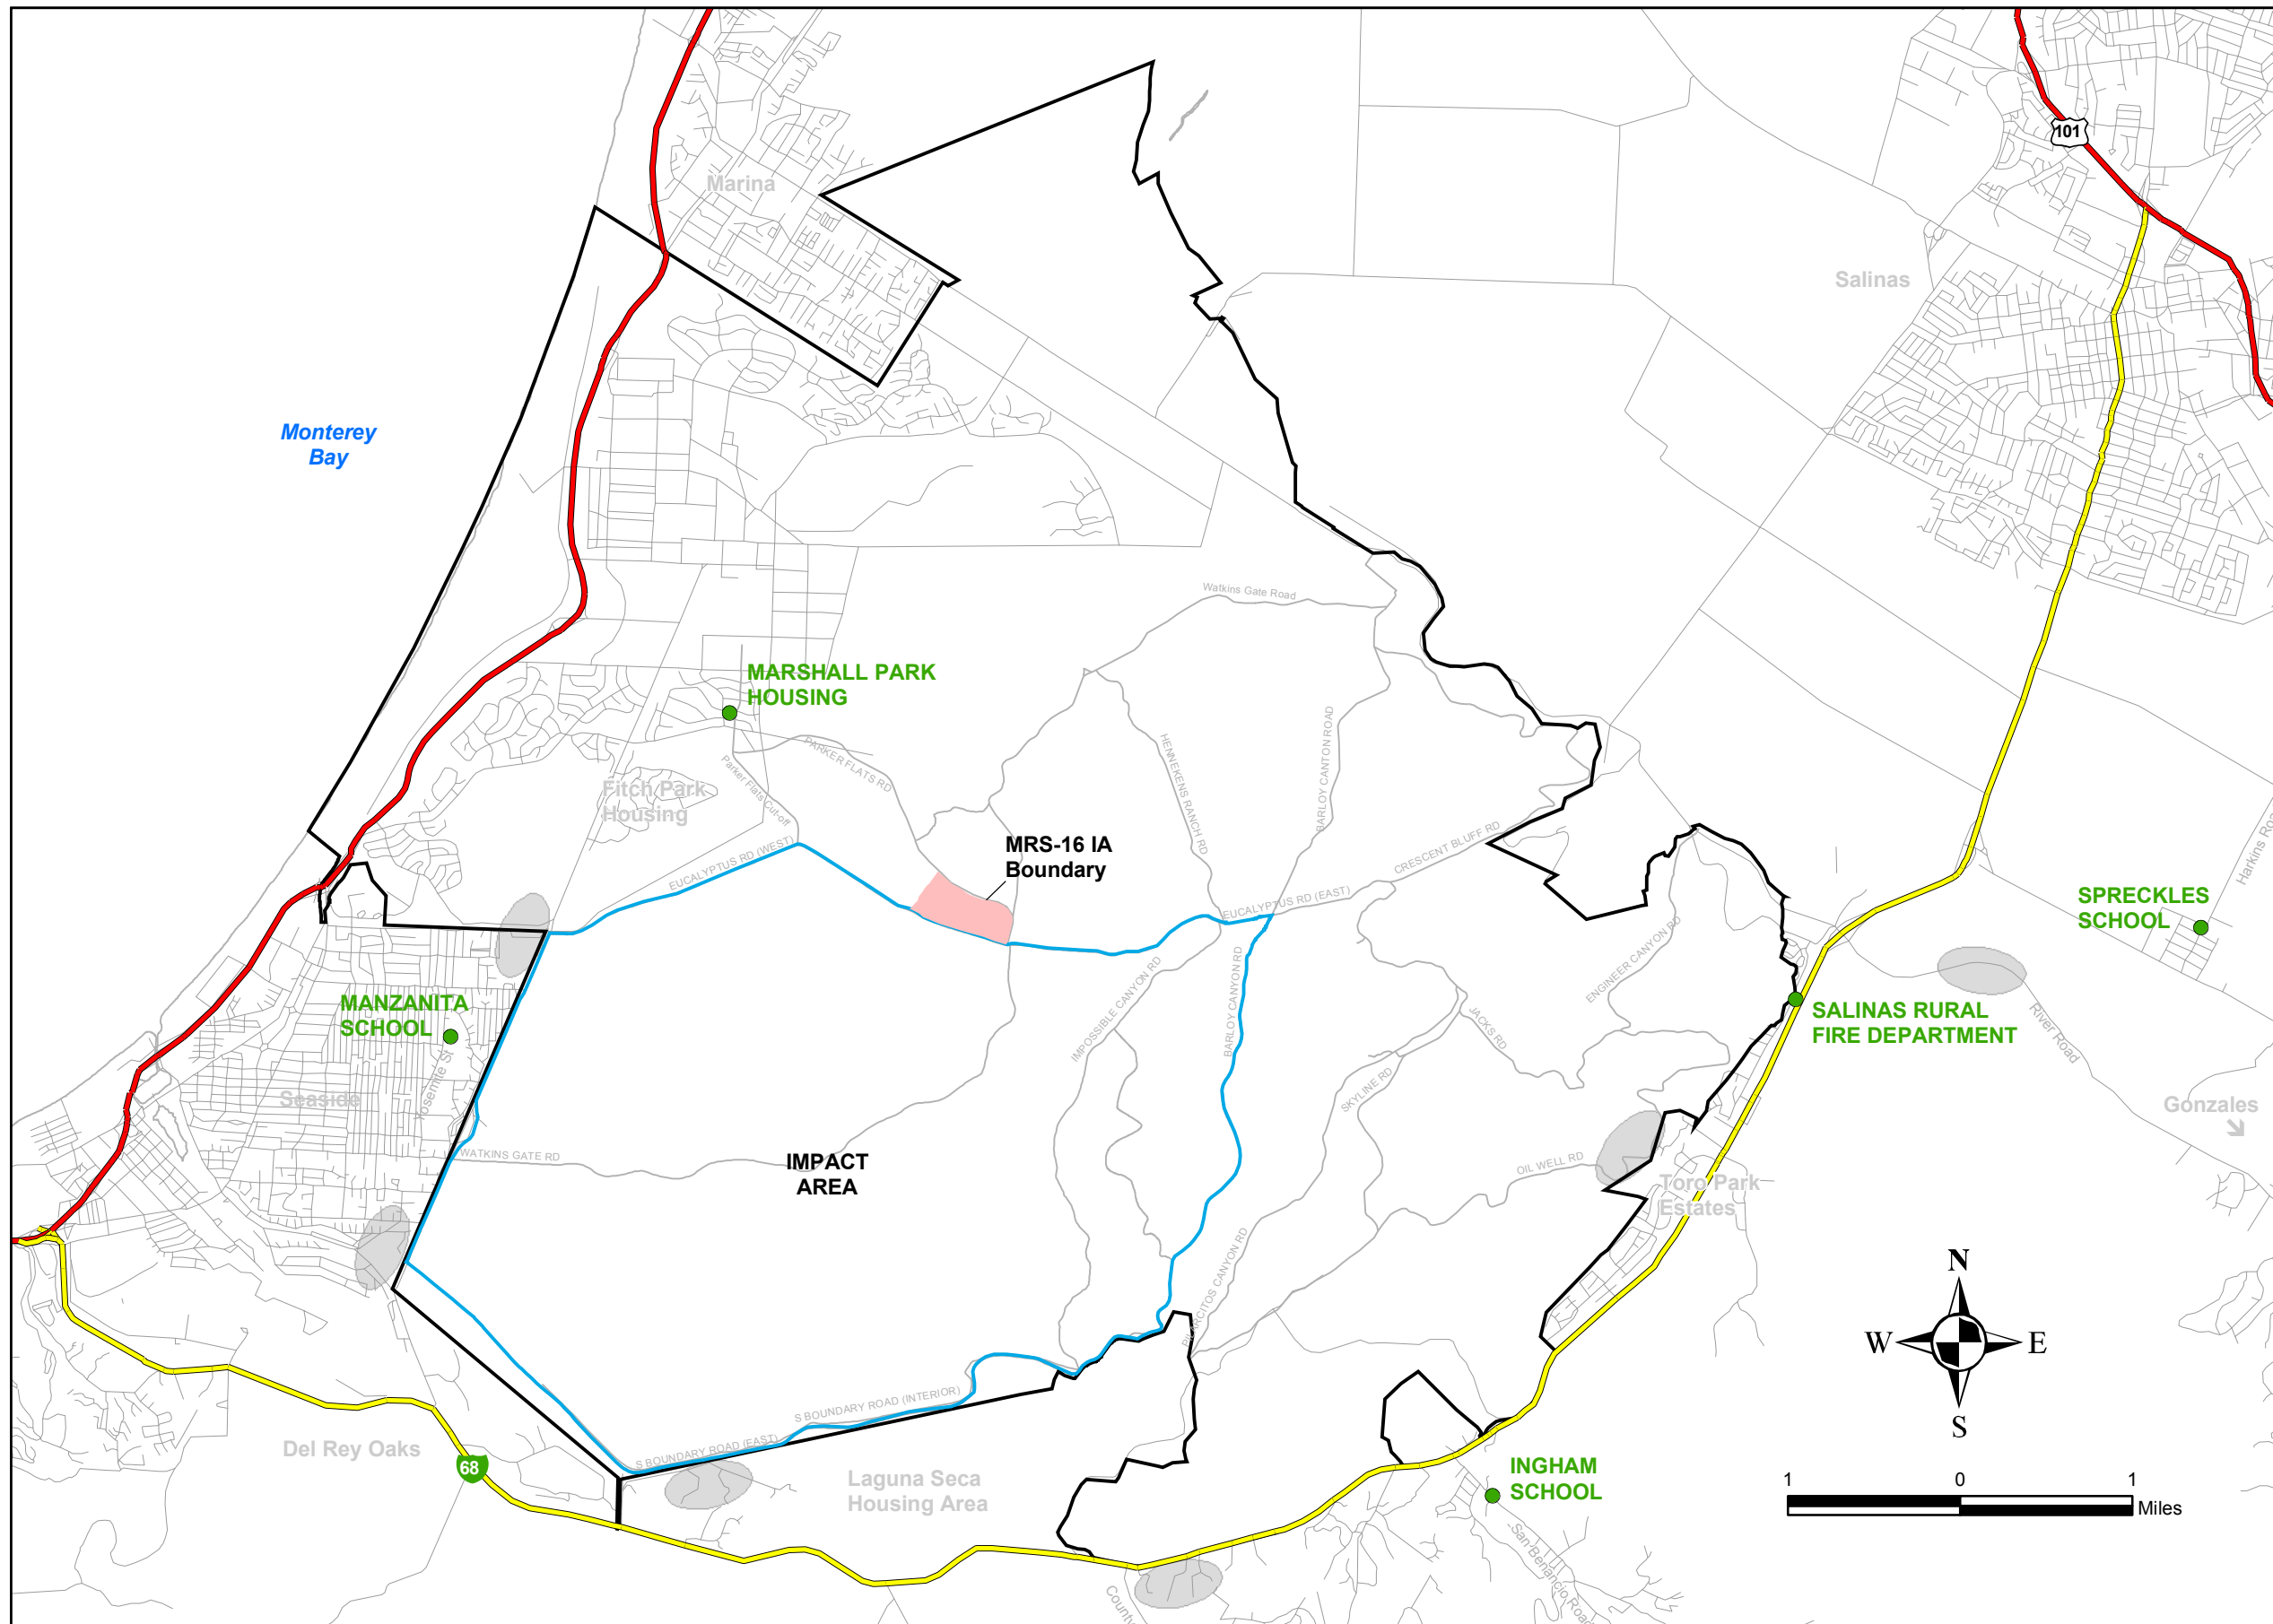 101
Marina
Salinas
Monterey
Bay
Watkins Gate Road
MARSHALL PARK
HOUSING
PARKER FLATS RD
Parker Flats Cut-off
HENNEKENS RANCH RD
BARLOY CANTON ROAD
Fitch Park
Housing
MRS-16 IA
Boundary
EUCALYPTUS RD (WEST)
CRESCENT BLUFF RD
EUCALYPTUS RD (EAST)
Harkins Roa
SPRECKLES
SCHOOL
ENGINEER CANYON RD
MANZANITA
SCHOOL
IMPOSSIBLE CANYON RD
BARLOY CANYON RD
JACKS RD
SALINAS RURAL
FIRE DEPARTMENT
River Road
Yosemite St
Seaside
SKYLINE RD
Gonzales
WATKINS GATE RD
IMPACT
AREA
OIL WELL RD
Toro Park
Estates
PILARCITOS CANYON RD
N
W E
S
S BOUNDARY ROAD (INTERIOR)
S BOUNDARY ROAD (EAST)
Del Rey Oaks
68
Laguna Seca
Housing Area
INGHAM
SCHOOL
1 0 1
Miles
San Benancio Road
County